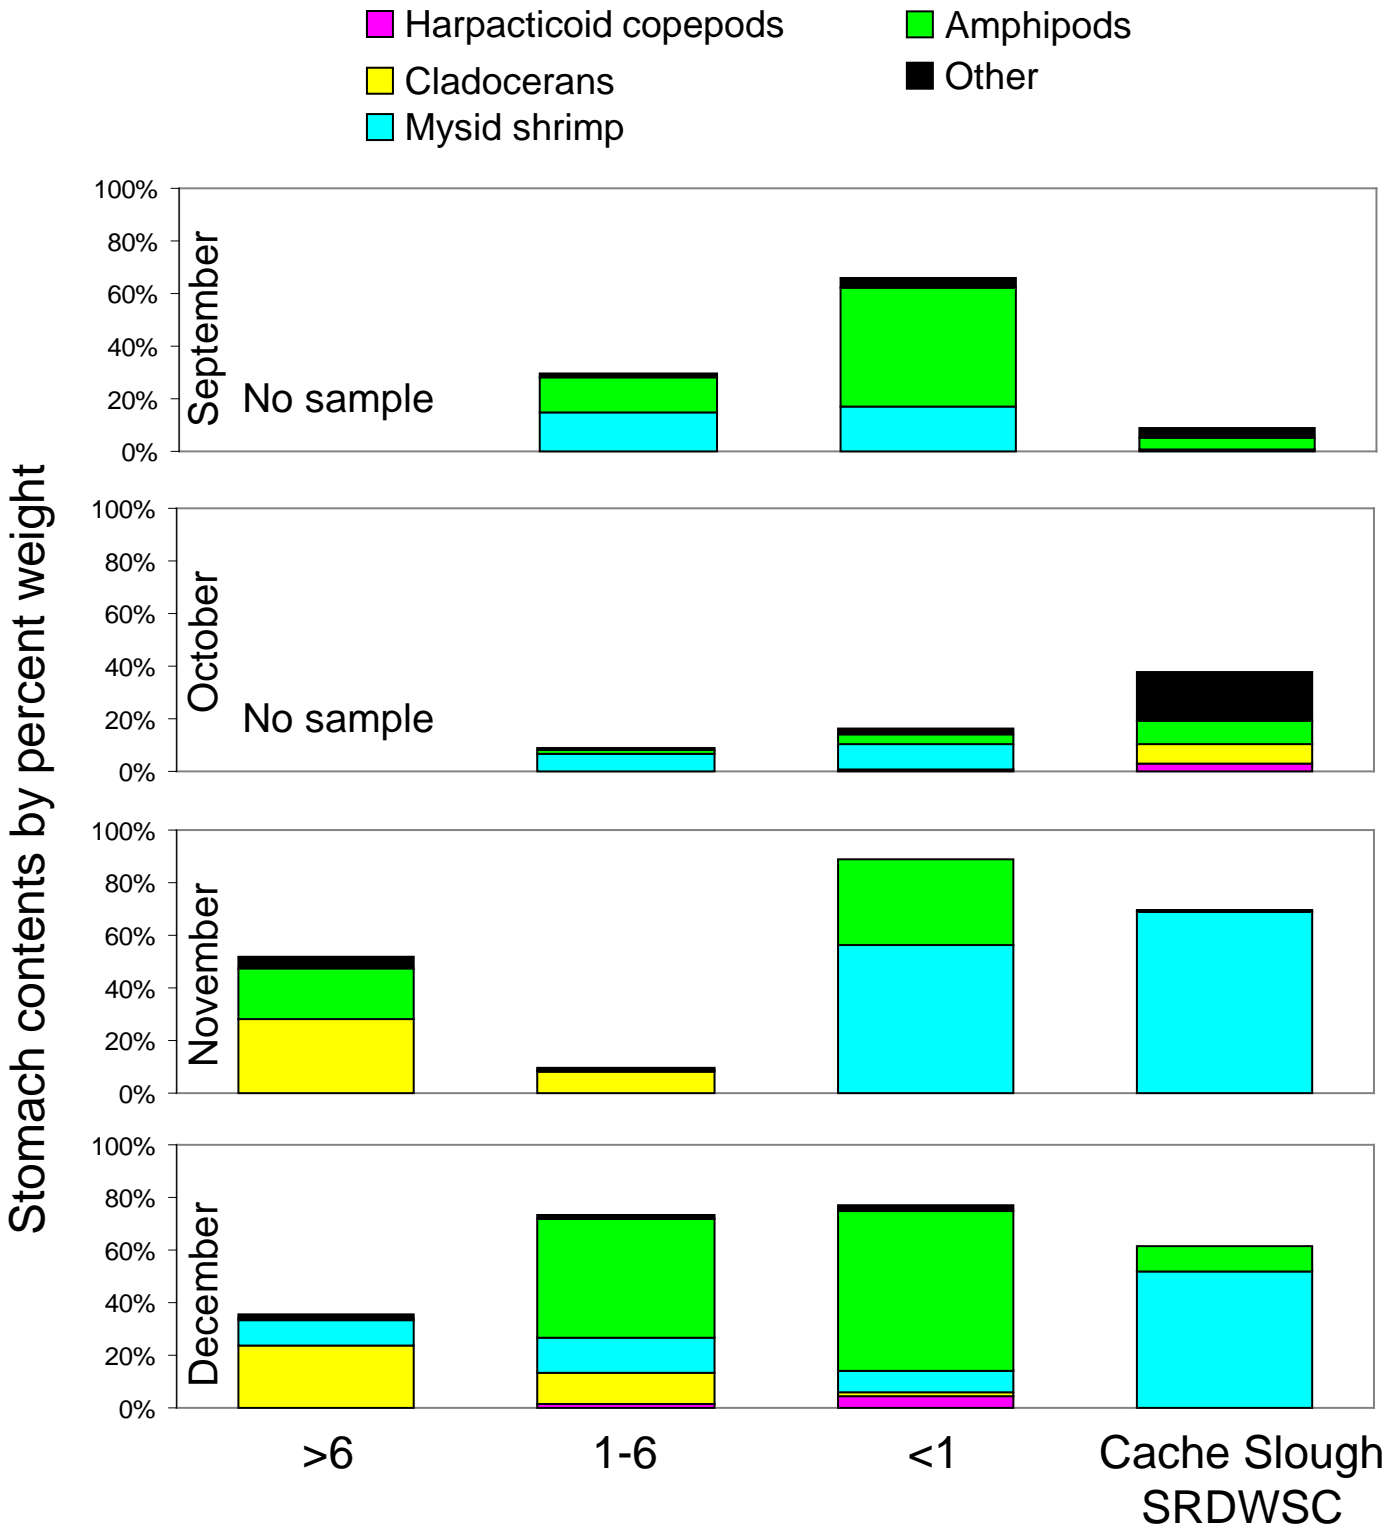 Harpacticoid copepods
Amphipods
Cladocerans
Other
Mysid shrimp
Stomach contents by percent weight
100%
80%
60%
40%
20%
0%
September
No sample
100%
80%
60%
40%
20%
0%
October
No sample
100%
80%
60%
40%
20%
0%
November
100%
80%
60%
40%
20%
0%
December
>6
1-6
<1
Cache Slough
SRDWSC